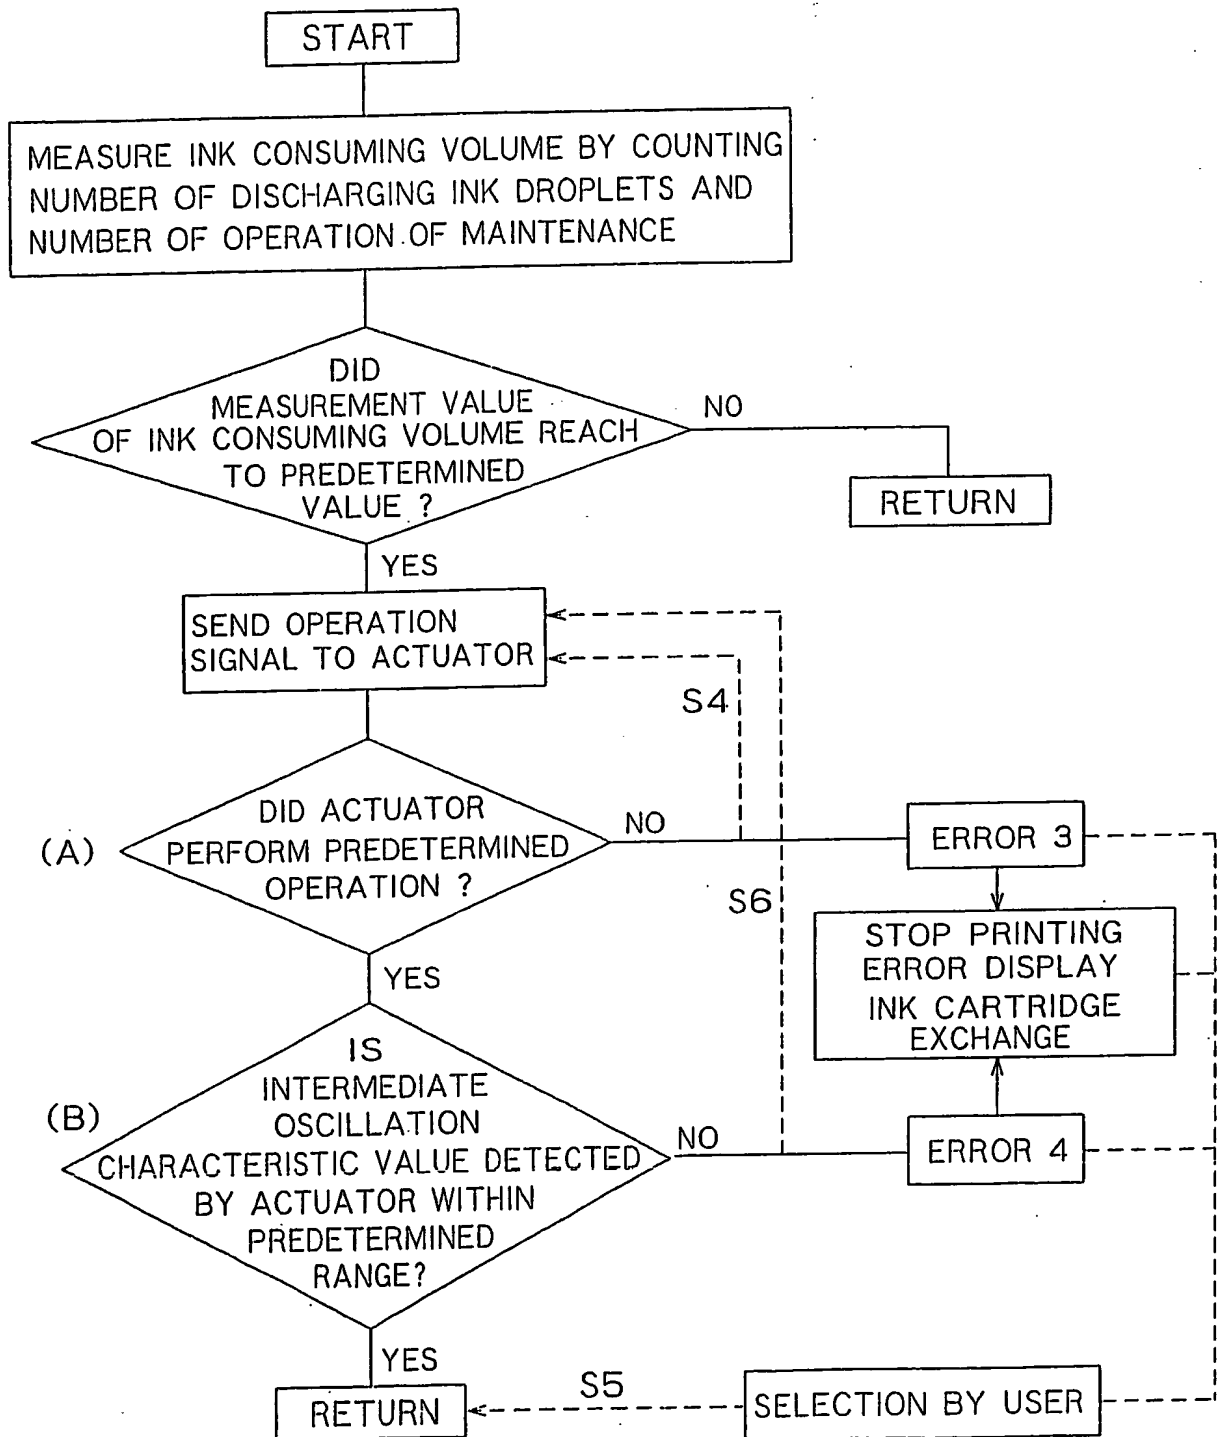 START
MEASURE INK CONSUMING VOLUME BY COUNTING
NUMBER OF DISCHARGING INK DROPLETS AND
NUMBER OF OPERATION OF MAINTENANCE
DID
MEASUREMENT VALUE
OF INK CONSUMING VOLUME REACH
TO PREDETERMINED
VALUE ?
NO
RETURN
YES
SEND OPERATION
SIGNAL TO ACTUATOR
S4
(A)
DID ACTUATOR
PERFORM PREDETERMINED
OPERATION ?
NO
ERROR 3
S6
STOP PRINTING
ERROR DISPLAY
INK CARTRIDGE
EXCHANGE
YES
(B)
IS
INTERMEDIATE
OSCILLATION
CHARACTERISTIC VALUE DETECTED
BY ACTUATOR WITHIN
PREDETERMINED
RANGE?
NO
ERROR 4
YES
RETURN
S5
SELECTION BY USER